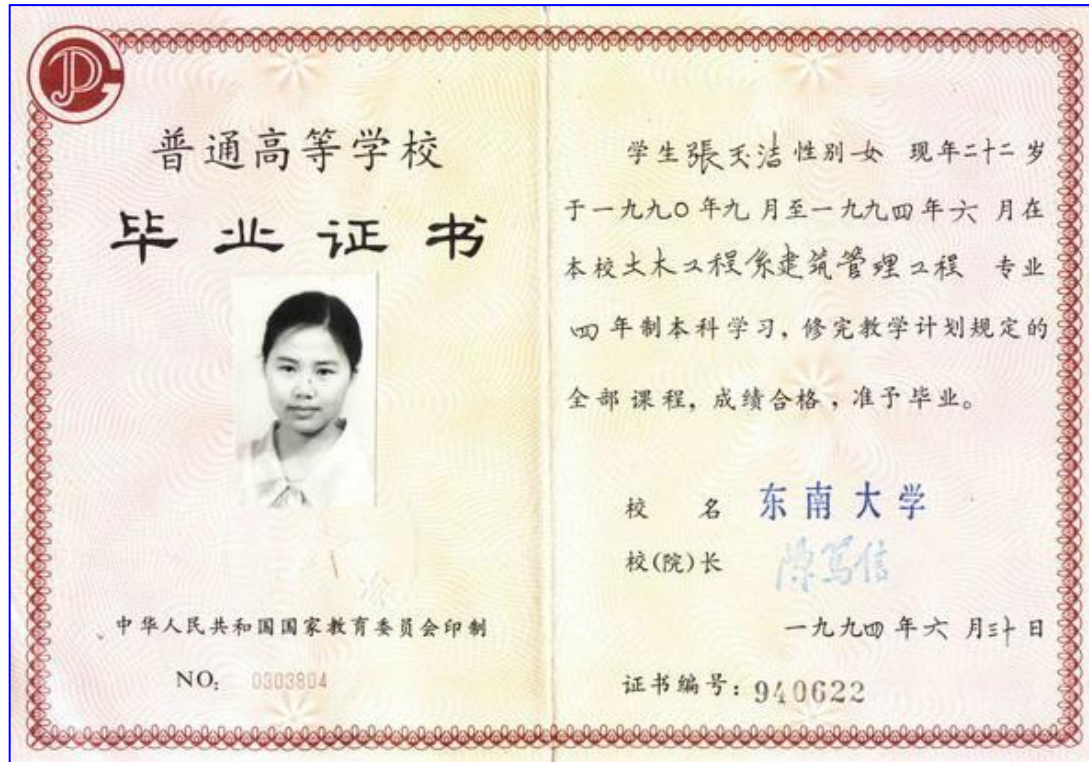 普通高等学校
毕业证书
中华人民共和国国家教育委员会印制
NO: 0303804
学生張天洁性别女 现年二十二岁
于一九九〇年九月至一九九四年六月在
本校土木工程系建筑管理工程 专业
四年制本科学习，修完教学计划规定的
全部课程，成绩合格，准予毕业。
校 名 东南大学
校(院)长 陈笃信
一九九四年六月三十日
证书编号：940622